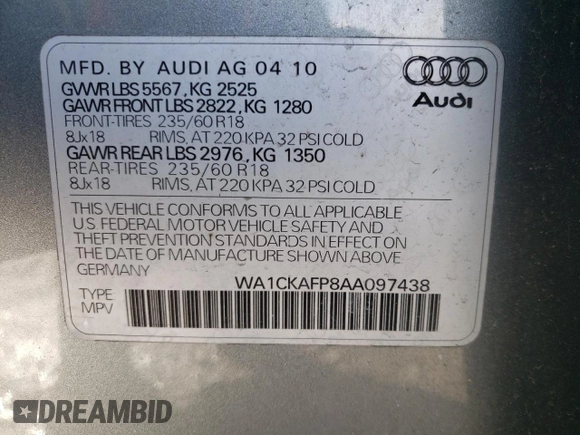 MFD. BY AUDI AG 04 10
GVWR LBS 5567, KG 2525
GAWR FRONT LBS 2822, KG 1280
FRONT-TIRES 235/60 R18
8Jx18 RIMS, AT 220 KPA 32 PSI COLD
GAWR REAR LBS 2976, KG 1350
REAR-TIRES 235/60 R18
8Jx18 RIMS, AT 220 KPA 32 PSI COLD
Audi
THIS VEHICLE CONFORMS TO ALL APPLICABLE
U.S. FEDERAL MOTOR VEHICLE SAFETY AND
THEFT PREVENTION STANDARDS IN EFFECT ON
THE DATE OF MANUFACTURE SHOWN ABOVE
GERMANY
WA1CKAFP8AA097438
TYPE
MPV
DREAMBID